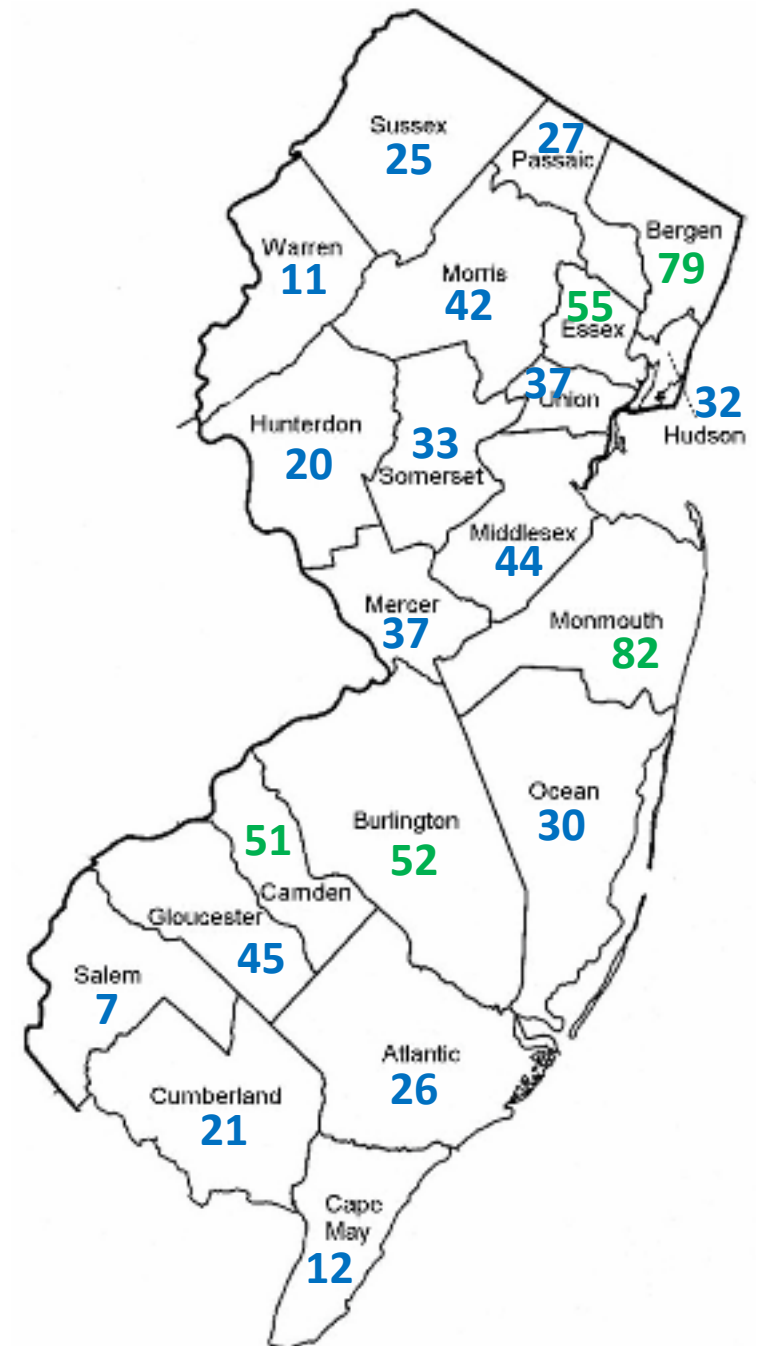 Sussex
25
27
Passaic
Bergen
79
Warren
11
Morris
42
55
Essex
37
Union
32
Hudson
Hunterdon
20
33
Somerset
Middlesex
44
Mercer
37
Monmouth
82
Ocean
30
Burlington
52
51
Camden
Gloucester
45
Salem
7
Atlantic
26
Cumberland
21
Cape
May
12